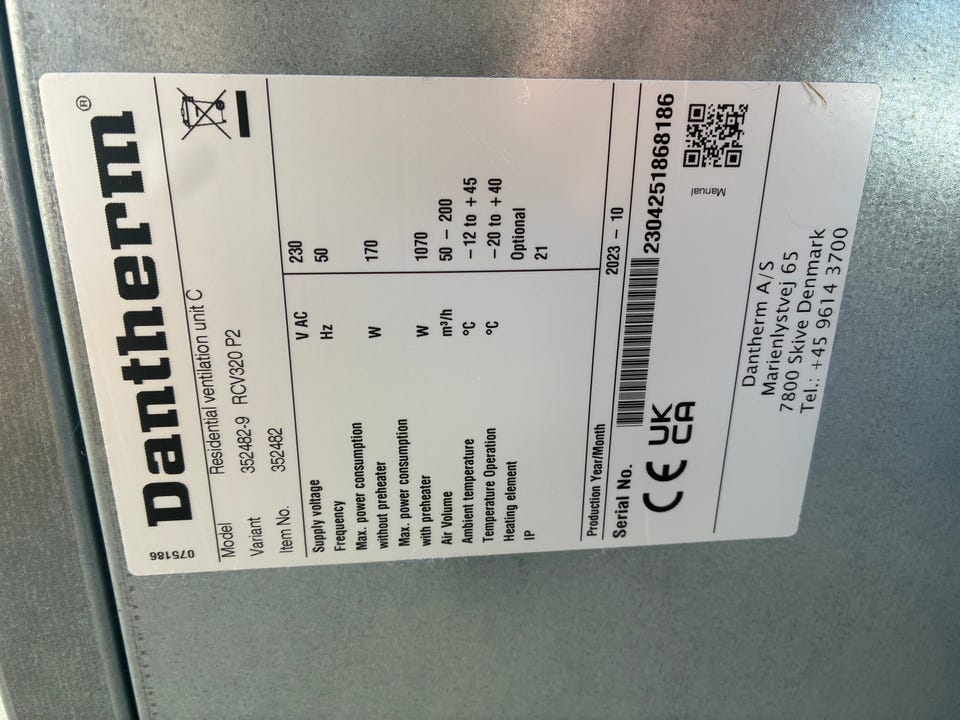 Dantherm®
075186
Model Residential ventilation unit C
Variant 352482-9 RCV320 P2
Item No. 352482
Supply voltage V AC 230
Frequency Hz 50
Max. power consumption
without preheater W 170
Max. power consumption
with preheater W 1070
Air Volume m³/h 50 – 200
Ambient temperature °C –12 to +45
Temperature Operation °C –20 to +40
Heating element Optional
IP 21
Production Year/Month 2023 – 10
Serial No. 2304251868186
CE UK
CA
Manual
Dantherm A/S
Marienlystvej 65
7800 Skive Denmark
Tel.: +45 9614 3700